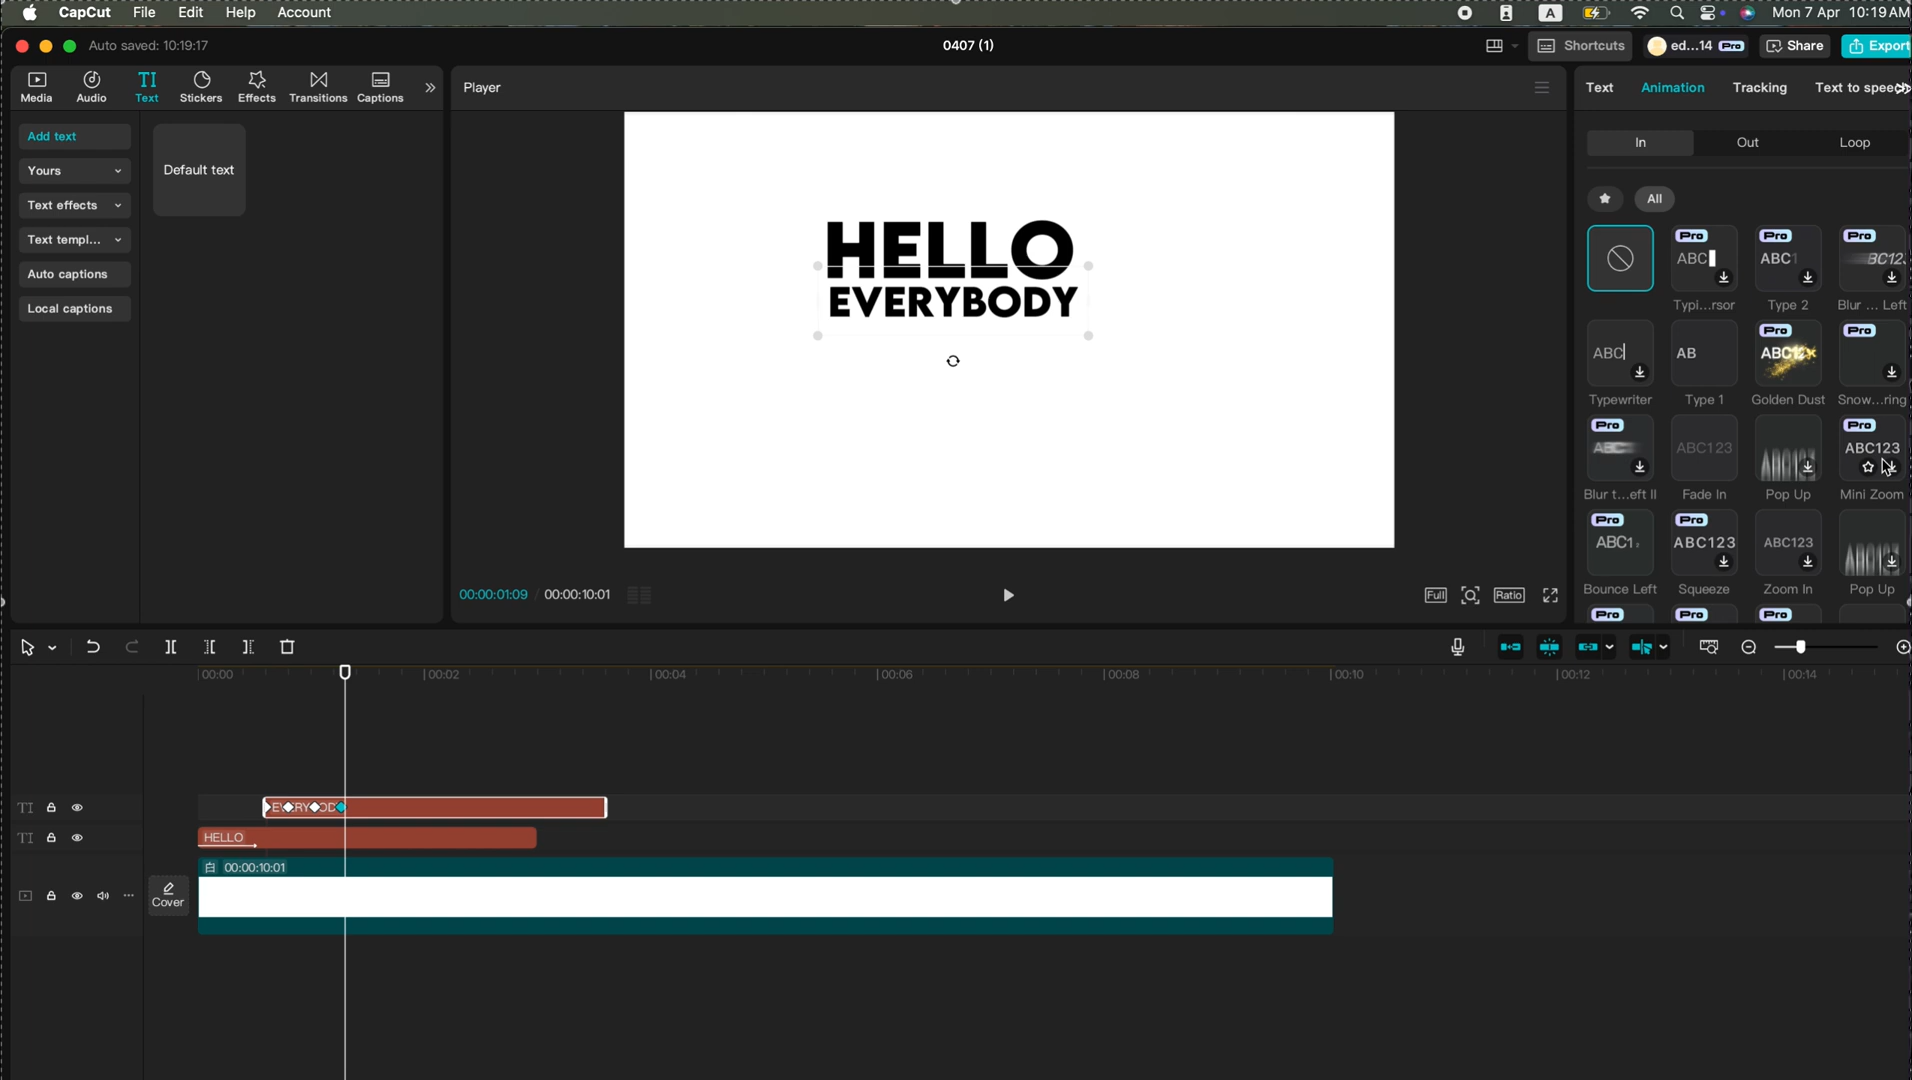 CapCut File Edit Help Account
A
Mon 7 Apr 10:19 AM
Auto saved: 10:19:17
0407 (1)
Shortcuts
ed...14 Pro
Share
Export
Media
Audio
TI Text
Stickers
Effects
Transitions
Captions
Add text
Yours
Text effects
Text templ...
Auto captions
Local captions
Default text
Player
HELLO
EVERYBODY
00:00:01:09 / 00:00:10:01
Full
Ratio
Text Animation Tracking Text to speech
In Out Loop
All
Pro ABC
Typi...rsor
Pro ABC1
Type 2
Pro BC12
Blur ... Left
ABC
Typewriter
AB
Type 1
Pro ABC12
Golden Dust
Pro
Snow...ring
Pro ABC
Blur t...eft II
ABC123
Fade In
Pop Up
Pro ABC123
Mini Zoom
Pro ABC1
Bounce Left
Pro ABC123
Squeeze
ABC123
Zoom In
Pop Up
Pro
Pro
Pro
00:00 00:02 00:04 00:06 00:08 00:10 00:12 00:14
TI
EVERYBODY
TI
HELLO
00:00:10:01
Cover